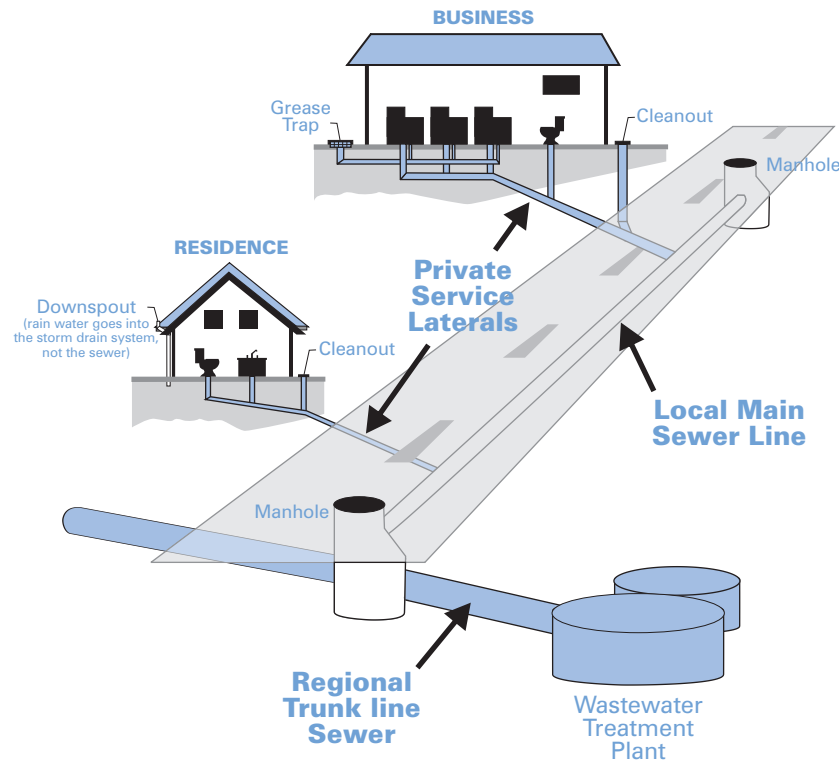 BUSINESS
Grease
Trap
Cleanout
Manhole
RESIDENCE
Private
Service
Laterals
Downspout
(rain water goes into
the storm drain system,
not the sewer)
Cleanout
Local Main
Sewer Line
Manhole
Regional
Trunk line
Sewer
Wastewater
Treatment
Plant